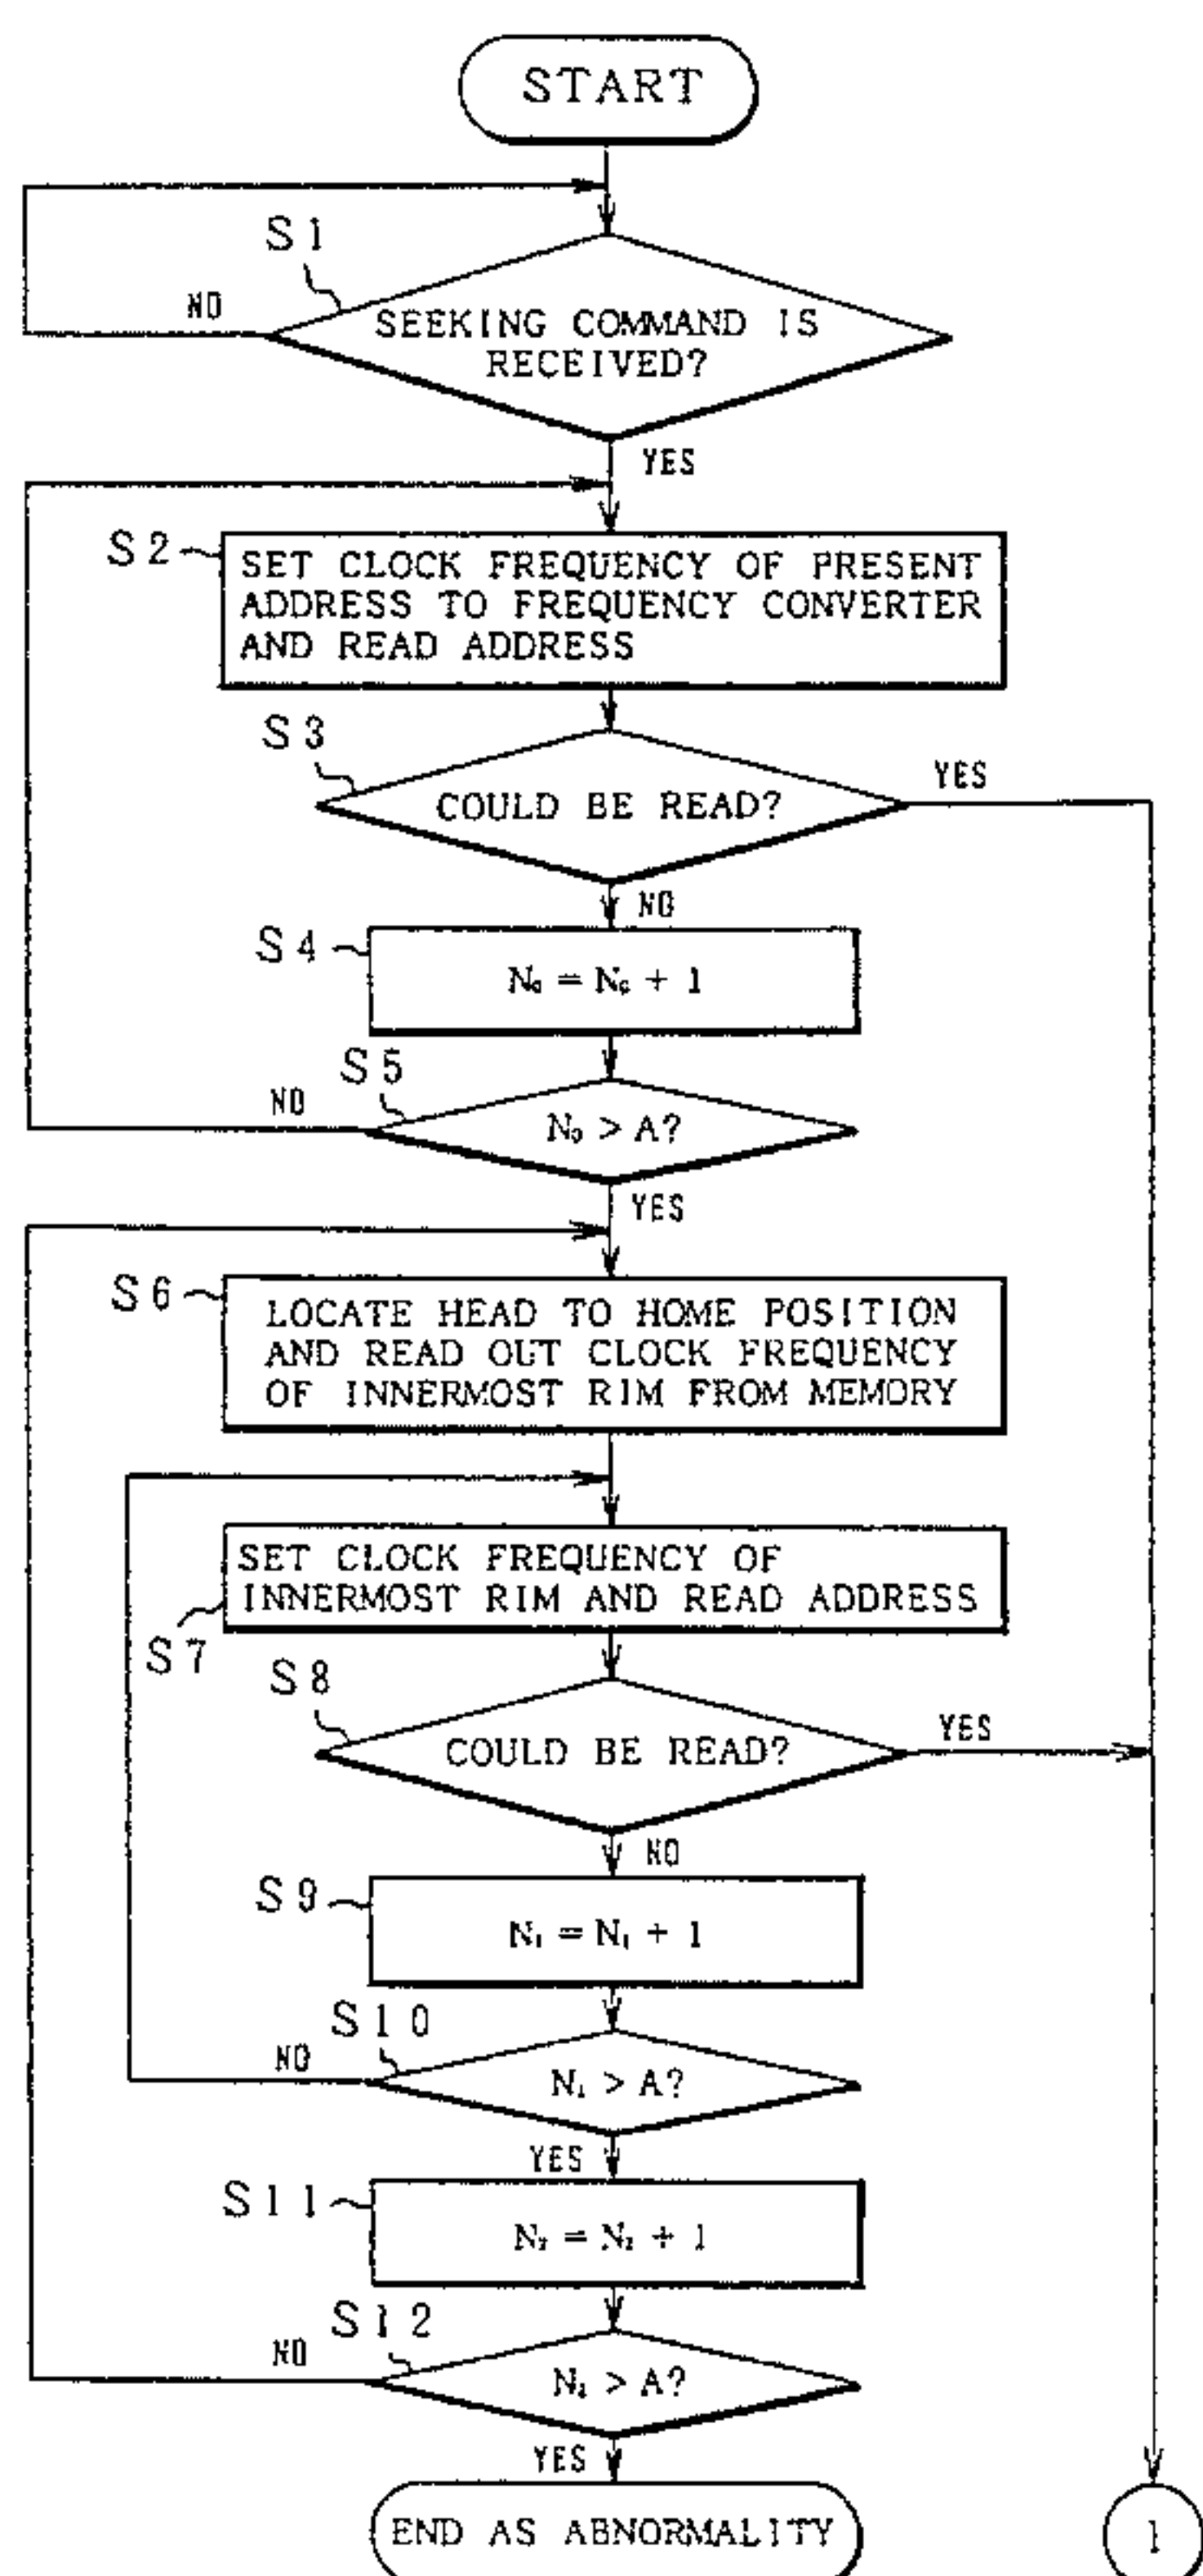 START
S1
NO
SEEKING COMMAND IS
RECEIVED?
YES
S2
SET CLOCK FREQUENCY OF PRESENT
ADDRESS TO FREQUENCY CONVERTER
AND READ ADDRESS
S3
YES
COULD BE READ?
NO
S4
N₀ = N₀ + 1
S5
NO
N₀ > A?
YES
S6
LOCATE HEAD TO HOME POSITION
AND READ OUT CLOCK FREQUENCY
OF INNERMOST RIM FROM MEMORY
SET CLOCK FREQUENCY OF
INNERMOST RIM AND READ ADDRESS
S7
S8
YES
COULD BE READ?
NO
S9
N₁ = N₁ + 1
S10
NO
N₁ > A?
YES
S11
N₂ = N₂ + 1
S12
NO
N₂ > A?
YES
END AS ABNORMALITY
1